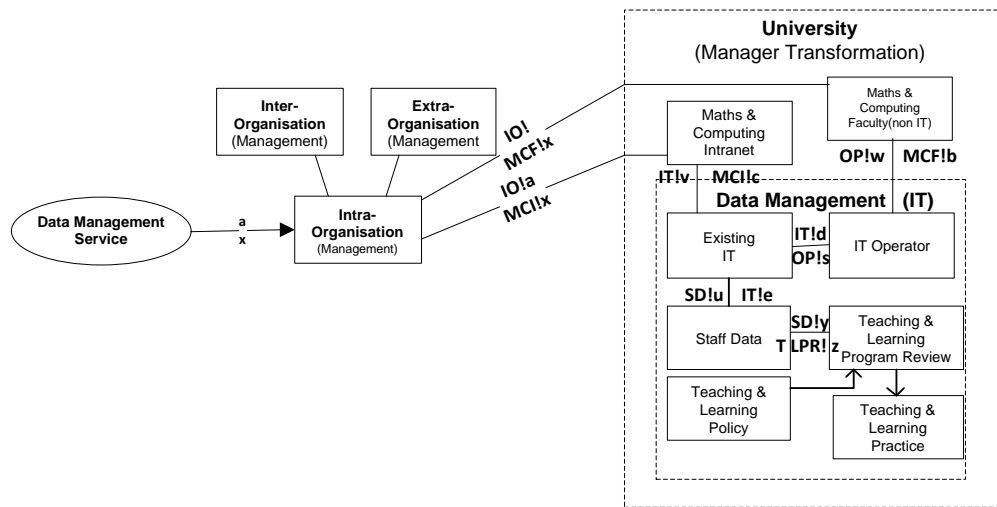 University
(Manager Transformation)
Inter-
Organisation
(Management)
Extra-
Organisation
(Management
IO!
MCF!x
IO!a
MCI!x
Maths &
Computing
Intranet
Maths &
Computing
Faculty(non IT)
OP!w MCF!b
IT!v MCI!c
Data Management (IT)
Data Management
Service
a
x
Intra-
Organisation
(Management)
Existing
IT
IT!d
OP!s
IT Operator
SD!u IT!e
Staff Data
SD!y
T LPR! z
Teaching &
Learning
Program Review
Teaching &
Learning
Policy
Teaching &
Learning
Practice